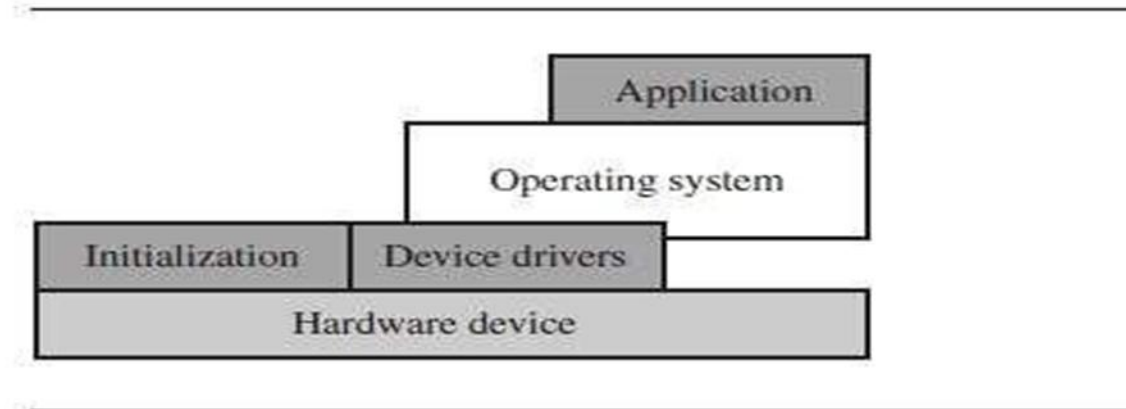 Application
Operating system
Initialization
Device drivers
Hardware device